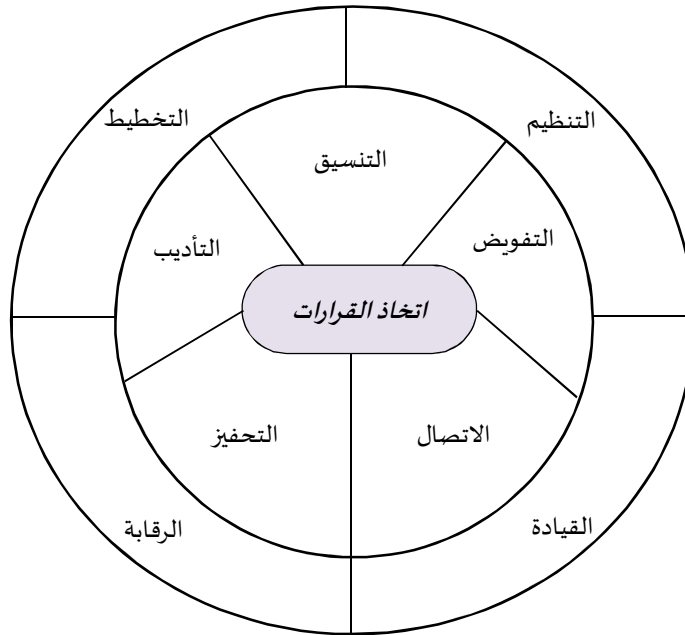 التخطيط
التنظيم
التنسيق
التأديب
التفويض
اتخاذ القرارات
التحفيز
الاتصال
الرقابة
القيادة